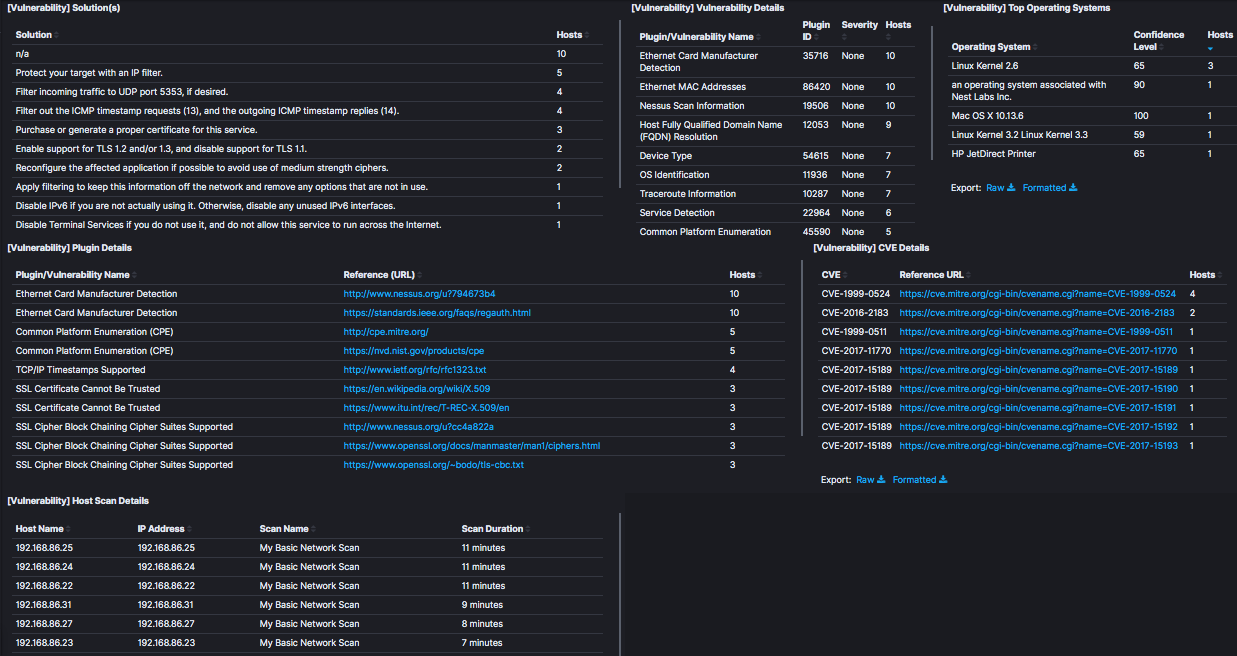 [Vulnerability] Solution(s)
Solution Hosts
n/a 10
Protect your target with an IP filter. 5
Filter incoming traffic to UDP port 5353, if desired. 4
Filter out the ICMP timestamp requests (13), and the outgoing ICMP timestamp replies (14). 4
Purchase or generate a proper certificate for this service. 3
Enable support for TLS 1.2 and/or 1.3, and disable support for TLS 1.1. 2
Reconfigure the affected application if possible to avoid use of medium strength ciphers. 2
Apply filtering to keep this information off the network and remove any options that are not in use. 1
Disable IPv6 if you are not actually using it. Otherwise, disable any unused IPv6 interfaces. 1
Disable Terminal Services if you do not use it, and do not allow this service to run across the Internet. 1
[Vulnerability] Vulnerability Details
Plugin/Vulnerability Name Plugin ID Severity Hosts
Ethernet Card Manufacturer Detection 35716 None 10
Ethernet MAC Addresses 86420 None 10
Nessus Scan Information 19506 None 10
Host Fully Qualified Domain Name (FQDN) Resolution 12053 None 9
Device Type 54615 None 7
OS Identification 11936 None 7
Traceroute Information 10287 None 7
Service Detection 22964 None 6
Common Platform Enumeration 45590 None 5
[Vulnerability] Top Operating Systems
Operating System Confidence Level Hosts
Linux Kernel 2.6 65 3
an operating system associated with Nest Labs Inc. 90 1
Mac OS X 10.13.6 100 1
Linux Kernel 3.2 Linux Kernel 3.3 59 1
HP JetDirect Printer 65 1
Export: Raw Formatted
[Vulnerability] Plugin Details
Plugin/Vulnerability Name Reference (URL) Hosts
Ethernet Card Manufacturer Detection http://www.nessus.org/u?794673b4 10
Ethernet Card Manufacturer Detection https://standards.ieee.org/faqs/regauth.html 10
Common Platform Enumeration (CPE) http://cpe.mitre.org/ 5
Common Platform Enumeration (CPE) https://nvd.nist.gov/products/cpe 5
TCP/IP Timestamps Supported http://www.ietf.org/rfc/rfc1323.txt 4
SSL Certificate Cannot Be Trusted https://en.wikipedia.org/wiki/X.509 3
SSL Certificate Cannot Be Trusted https://www.itu.int/rec/T-REC-X.509/en 3
SSL Cipher Block Chaining Cipher Suites Supported http://www.nessus.org/u?cc4a822a 3
SSL Cipher Block Chaining Cipher Suites Supported https://www.openssl.org/docs/manmaster/man1/ciphers.html 3
SSL Cipher Block Chaining Cipher Suites Supported https://www.openssl.org/~bodo/tls-cbc.txt 3
[Vulnerability] CVE Details
CVE Reference URL Hosts
CVE-1999-0524 https://cve.mitre.org/cgi-bin/cvename.cgi?name=CVE-1999-0524 4
CVE-2016-2183 https://cve.mitre.org/cgi-bin/cvename.cgi?name=CVE-2016-2183 2
CVE-1999-0511 https://cve.mitre.org/cgi-bin/cvename.cgi?name=CVE-1999-0511 1
CVE-2017-11770 https://cve.mitre.org/cgi-bin/cvename.cgi?name=CVE-2017-11770 1
CVE-2017-15189 https://cve.mitre.org/cgi-bin/cvename.cgi?name=CVE-2017-15189 1
CVE-2017-15189 https://cve.mitre.org/cgi-bin/cvename.cgi?name=CVE-2017-15190 1
CVE-2017-15189 https://cve.mitre.org/cgi-bin/cvename.cgi?name=CVE-2017-15191 1
CVE-2017-15189 https://cve.mitre.org/cgi-bin/cvename.cgi?name=CVE-2017-15192 1
CVE-2017-15189 https://cve.mitre.org/cgi-bin/cvename.cgi?name=CVE-2017-15193 1
Export: Raw Formatted
[Vulnerability] Host Scan Details
Host Name IP Address Scan Name Scan Duration
192.168.86.25 192.168.86.25 My Basic Network Scan 11 minutes
192.168.86.24 192.168.86.24 My Basic Network Scan 11 minutes
192.168.86.22 192.168.86.22 My Basic Network Scan 11 minutes
192.168.86.31 192.168.86.31 My Basic Network Scan 9 minutes
192.168.86.27 192.168.86.27 My Basic Network Scan 8 minutes
192.168.86.23 192.168.86.23 My Basic Network Scan 7 minutes